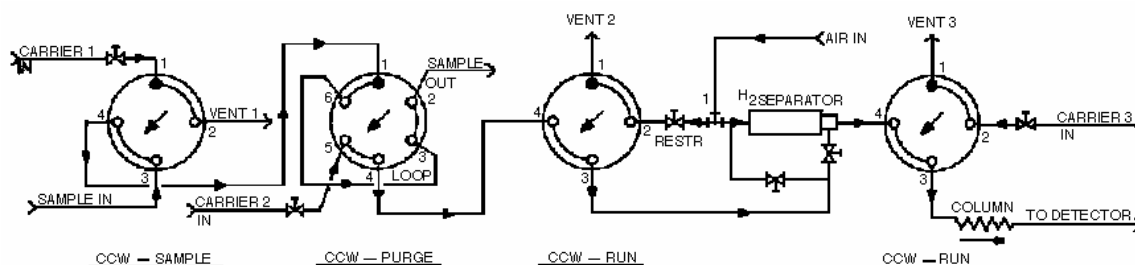 CARRIER 1
IN
1
4
2
VENT 1
3
SAMPLE IN
CCW – SAMPLE
1
SAMPLE
OUT
6
2
5
3
4
LOOP
CARRIER 2
IN
CCW – PURGE
VENT 2
1
4
2
3
RESTR
AIR IN
1
H2SEPARATOR
CCW – RUN
VENT 3
1
4
2
3
CARRIER 3
IN
COLUMN
TO DETECTOR
CCW – RUN